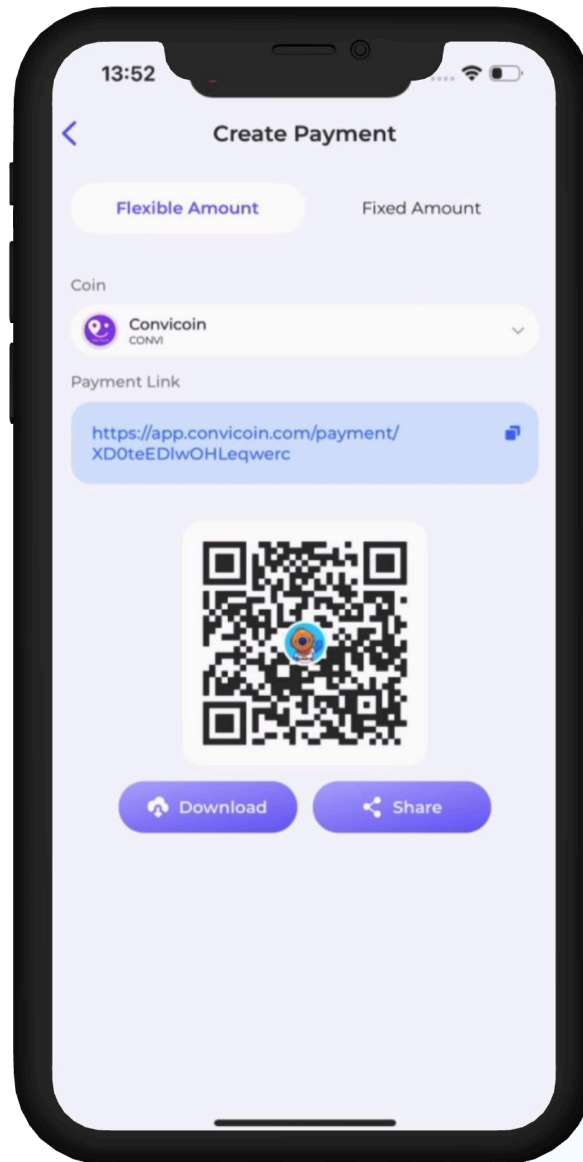 13:52
Create Payment
Flexible Amount
Fixed Amount
Coin
Convicoin
CONVI
Payment Link
https://app.convicoin.com/payment/
XD0teEDlwOHLeqwerc
Download
Share